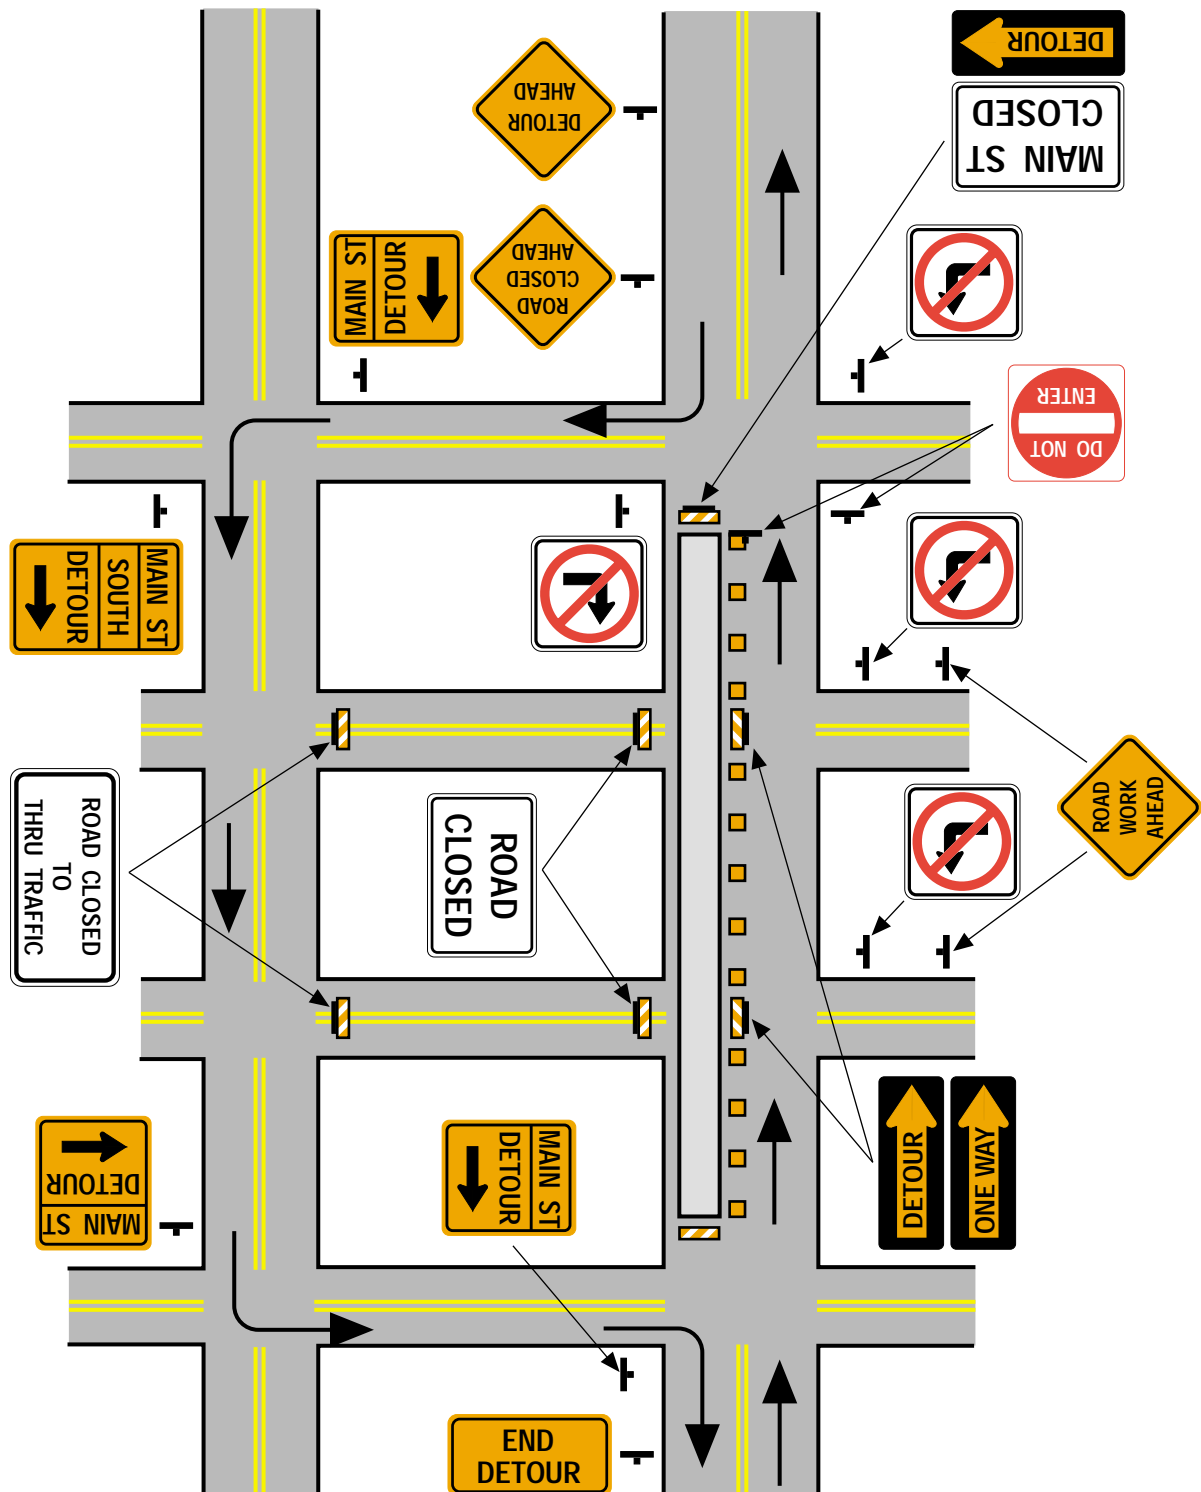 DETOUR
AHEAD
DETOUR
MAIN ST
CLOSED
MAIN ST
DETOUR
ROAD
CLOSED
AHEAD
DO NOT
ENTER
MAIN ST
SOUTH
DETOUR
ROAD CLOSED
TO
THRU TRAFFIC
ROAD
CLOSED
ROAD
WORK
AHEAD
MAIN ST
DETOUR
MAIN ST
DETOUR
DETOUR
ONE WAY
END
DETOUR